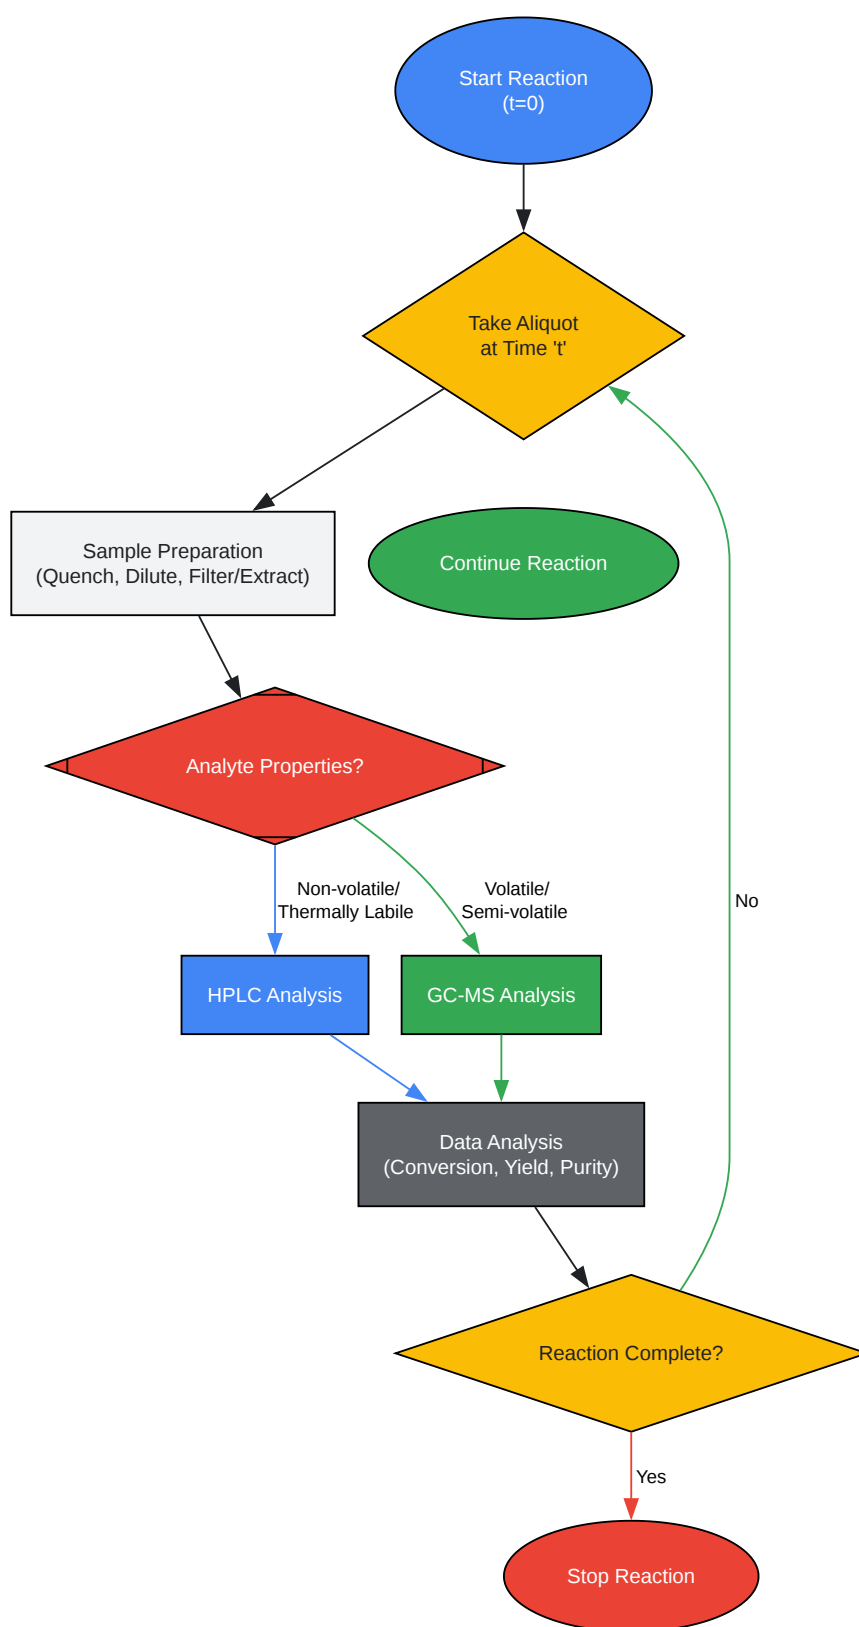 Start Reaction
(t=0)
Take Aliquot
at Time 't'
Sample Preparation
(Quench, Dilute, Filter/Extract)
Continue Reaction
Analyte Properties?
Non-volatile/
Thermally Labile
Volatile/
Semi-volatile
No
HPLC Analysis
GC-MS Analysis
Data Analysis
(Conversion, Yield, Purity)
Reaction Complete?
Yes
Stop Reaction